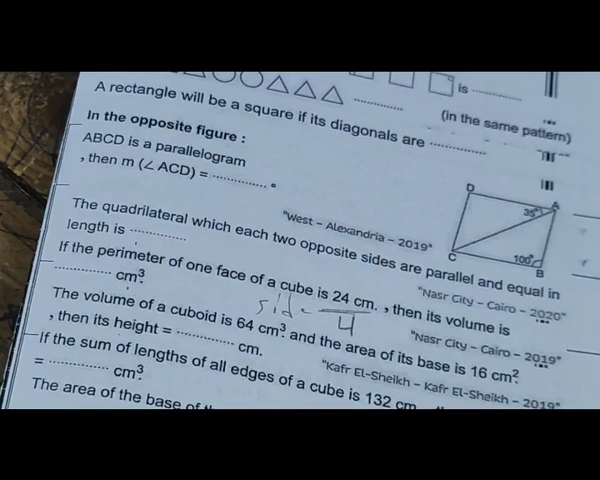 is ............
(in the same pattern)
A rectangle will be a square if its diagonals are ............
In the opposite figure :
ABCD is a parallelogram
, then m (∠ ACD) = ............ °
D
A
35°
C
100°
B
"West – Alexandria – 2019"
The quadrilateral which each two opposite sides are parallel and equal in
length is ............
"Nasr City – Cairo – 2020"
If the perimeter of one face of a cube is 24 cm. , then its volume is
............ cm³.
sid
4
"Nasr City – Cairo – 2019"
The volume of a cuboid is 64 cm³. and the area of its base is 16 cm².
, then its height = ............ cm.
"Kafr El-Sheikh – Kafr El-Sheikh – 2019"
If the sum of lengths of all edges of a cube is 132 cm
= ............ cm³.
The area of the base of